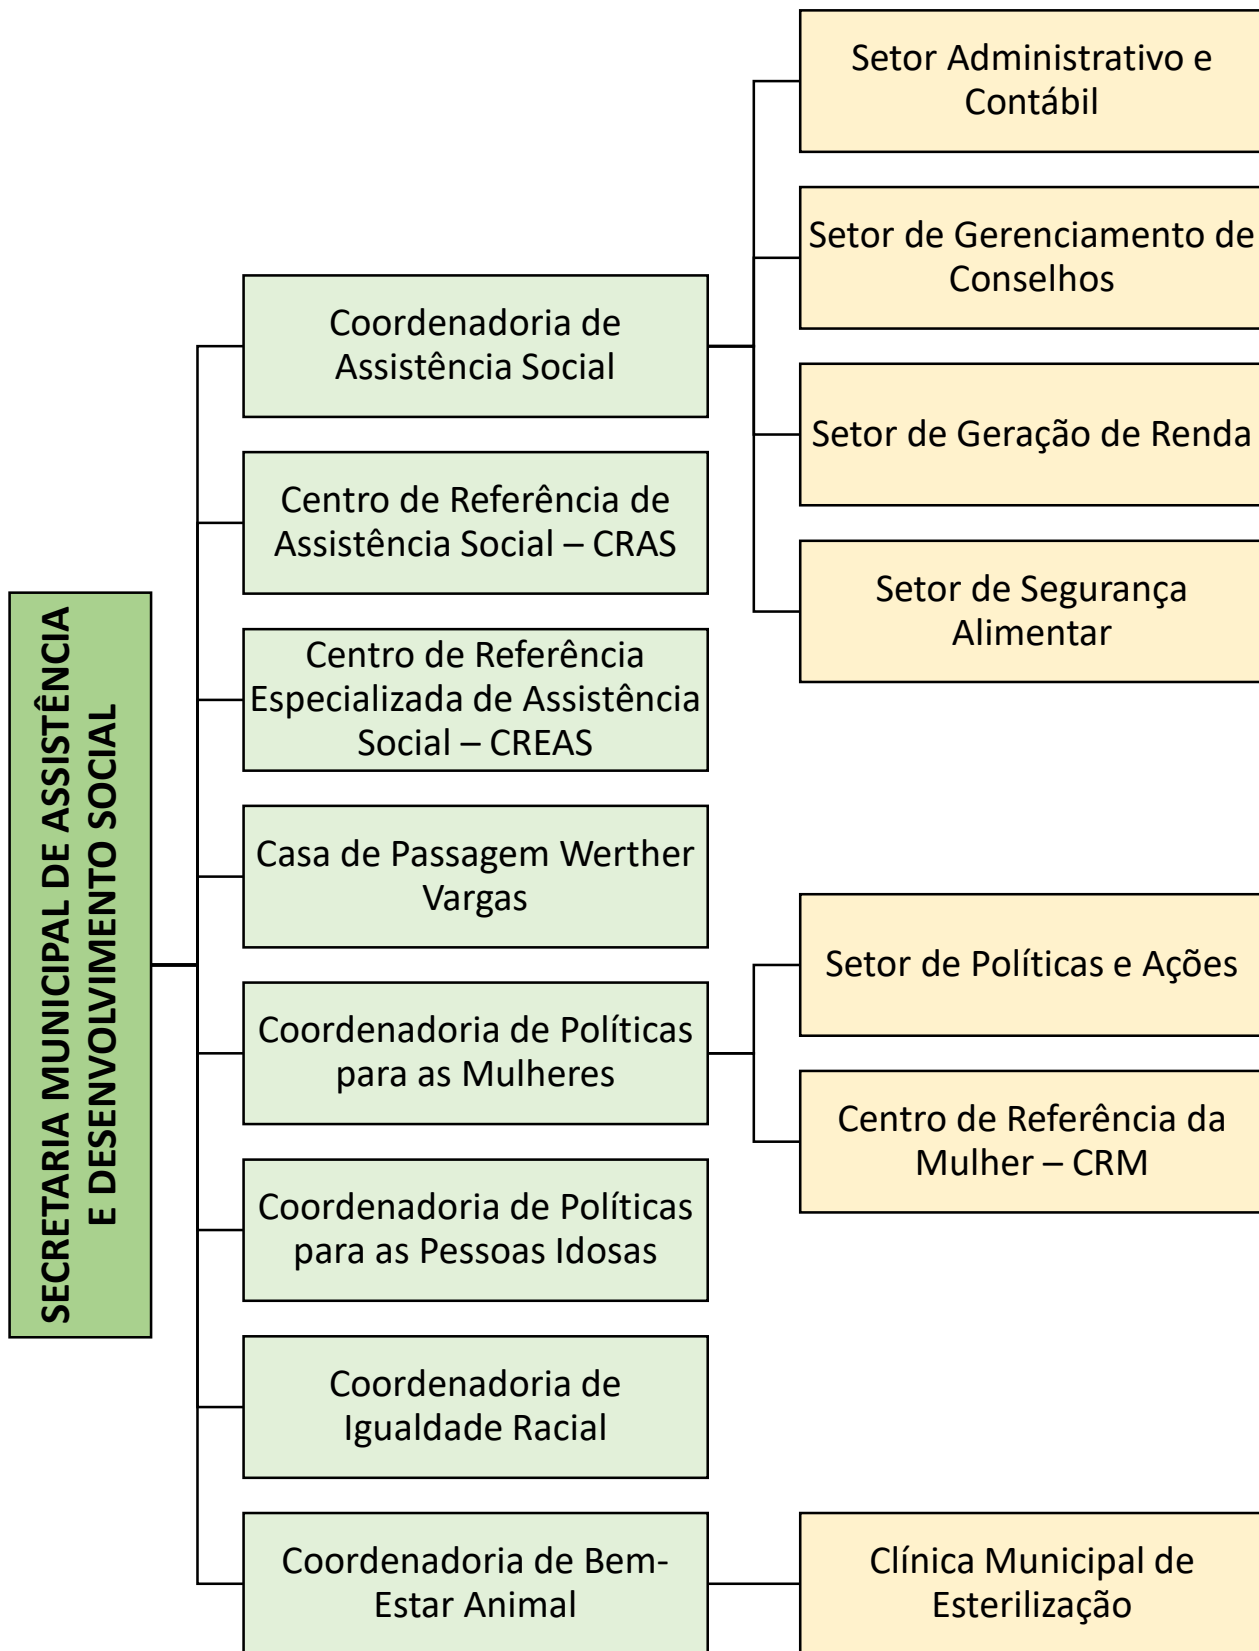 SECRETARIA MUNICIPAL DE ASSISTÊNCIA
E DESENVOLVIMENTO SOCIAL
Coordenadoria de
Assistência Social
Setor Administrativo e
Contábil
Setor de Gerenciamento de
Conselhos
Setor de Geração de Renda
Setor de Segurança
Alimentar
Centro de Referência de
Assistência Social – CRAS
Centro de Referência
Especializada de Assistência
Social – CREAS
Casa de Passagem Werther
Vargas
Coordenadoria de Políticas
para as Mulheres
Setor de Políticas e Ações
Centro de Referência da
Mulher – CRM
Coordenadoria de Políticas
para as Pessoas Idosas
Coordenadoria de
Igualdade Racial
Coordenadoria de Bem-
Estar Animal
Clínica Municipal de
Esterilização